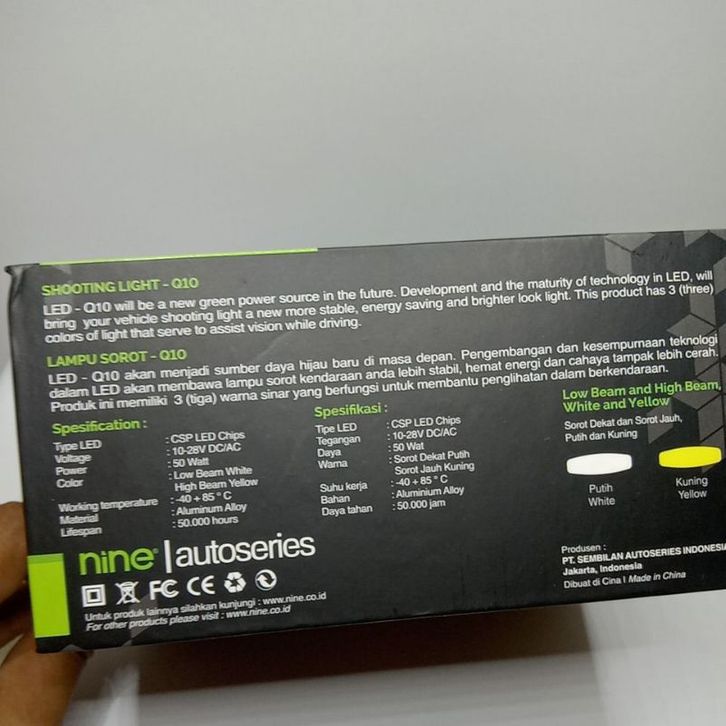 SHOOTING LIGHT - Q10
LED - Q10 will be a new green power source in the future. Development and the maturity of technology in LED, will
bring your vehicle shooting light a new more stable, energy saving and brighter look light. This product has 3 (three)
colors of light that serve to assist vision while driving.
LAMPU SOROT - Q10
LED - Q10 akan menjadi sumber daya hijau baru di masa depan. Pengembangan dan kesempurnaan teknologi
dalam LED akan membawa lampu sorot kendaraan anda lebih stabil, hemat energi dan cahaya tampak lebih cerah.
Produk ini memiliki 3 (tiga) warna sinar yang berfungsi untuk membantu penglihatan dalam berkendaraan.
Specification :
Type LED : CSP LED Chips
Voltage : 10-28V DC/AC
Power : 50 Watt
Color : Low Beam White
High Beam Yellow
Working temperature : -40 + 85 ° C
Material : Aluminum Alloy
Lifespan : 50.000 hours
Spesifikasi :
Tipe LED : CSP LED Chips
Tegangan : 10-28V DC/AC
Daya : 50 Wat
Warna : Sorot Dekat Putih
Sorot Jauh Kuning
Suhu kerja : -40 + 85 ° C
Bahan : Aluminium Alloy
Daya tahan : 50.000 jam
Low Beam and High Beam,
White and Yellow
Sorot Dekat dan Sorot Jauh,
Putih dan Kuning
Putih
White
Kuning
Yellow
nine® | autoseries
FC CE
Untuk produk lainnya silahkan kunjungi : www.nine.co.id
For other products please visit : www.nine.co.id
Produsen :
PT. SEMBILAN AUTOSERIES INDONESIA
Jakarta, Indonesia
Dibuat di Cina | Made in China